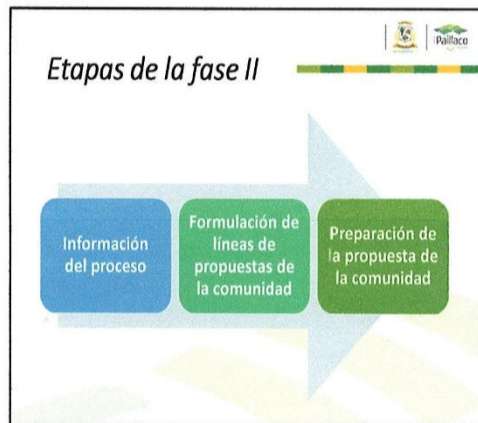 Paillaco
Etapas de la fase II
Información
del proceso
Formulación de
líneas de
propuestas de
la comunidad
Preparación de
la propuesta de
la comunidad